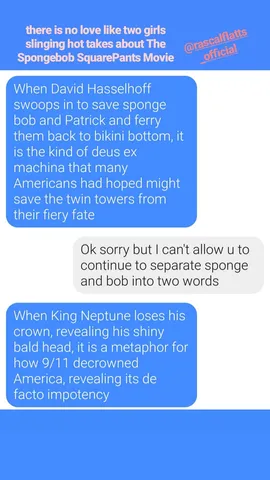 there is no love like two girls
slinging hot takes about The
Spongebob SquarePants Movie
@rascalflatts
_official
When David Hasselhoff
swoops in to save sponge
bob and Patrick and ferry
them back to bikini bottom, it
is the kind of deus ex
machina that many
Americans had hoped might
save the twin towers from
their fiery fate
Ok sorry but I can't allow u to
continue to separate sponge
and bob into two words
When King Neptune loses his
crown, revealing his shiny
bald head, it is a metaphor for
how 9/11 decrowned
America, revealing its de
facto impotency